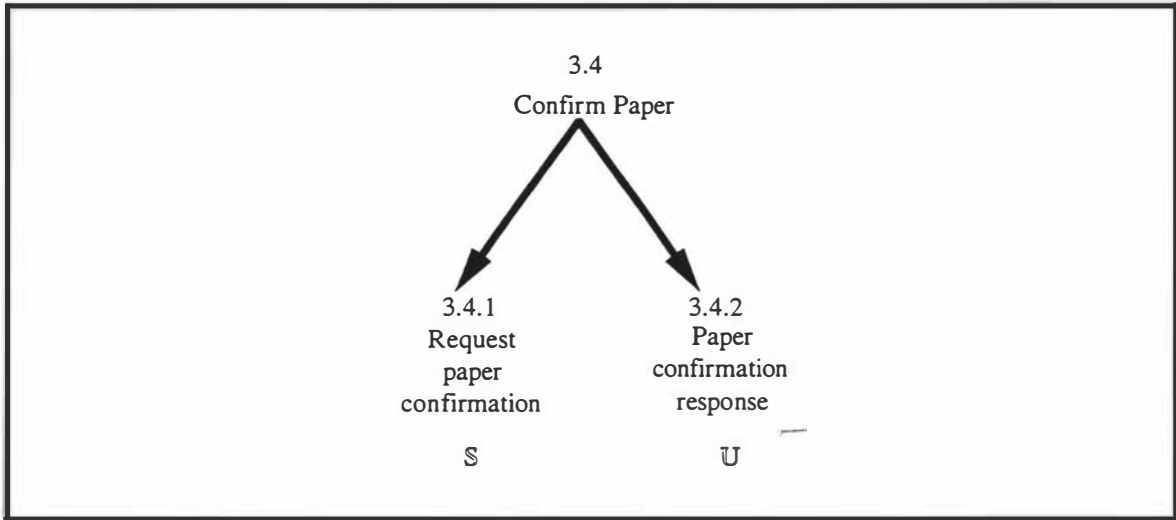 3.4
Confirm Paper
3.4.1
Request
paper
confirmation
𝕊
3.4.2
Paper
confirmation
response
𝕌